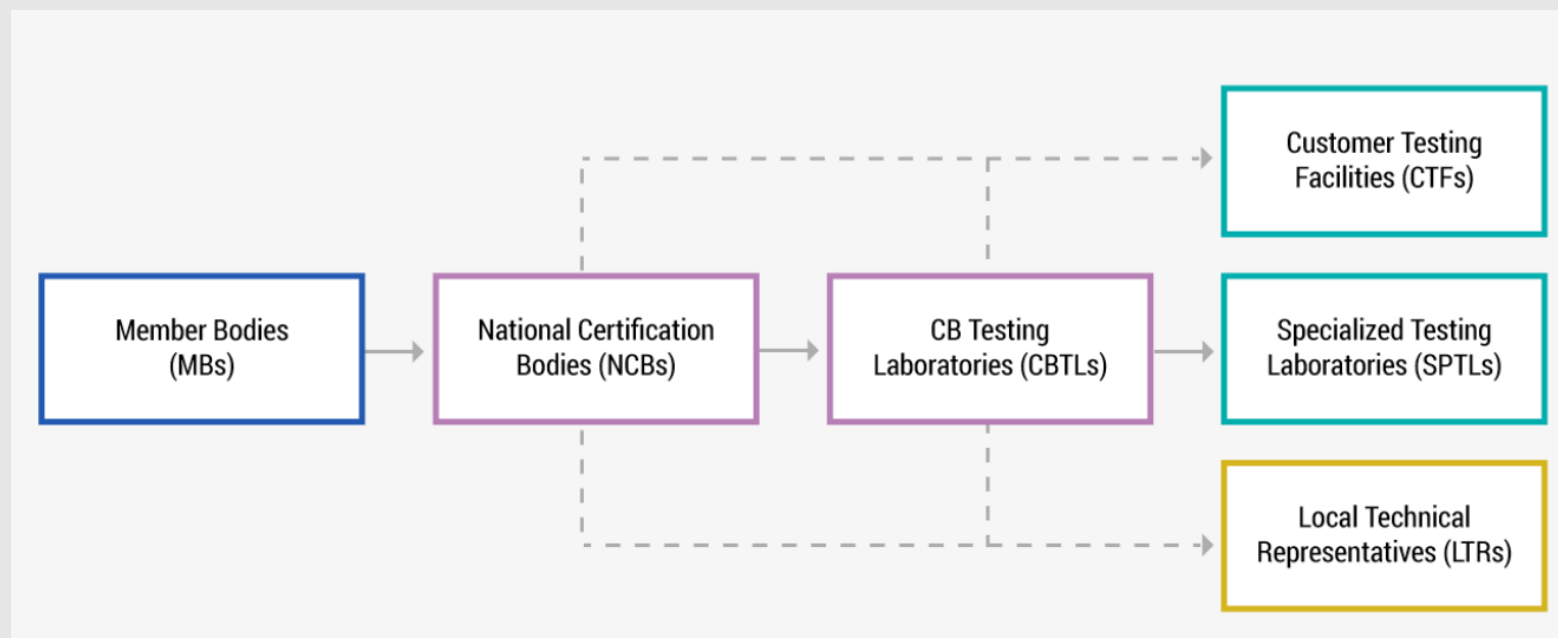 Customer Testing
Facilities (CTFs)
Member Bodies
(MBs)
National Certification
Bodies (NCBs)
CB Testing
Laboratories (CBTLs)
Specialized Testing
Laboratories (SPTLs)
Local Technical
Representatives (LTRs)